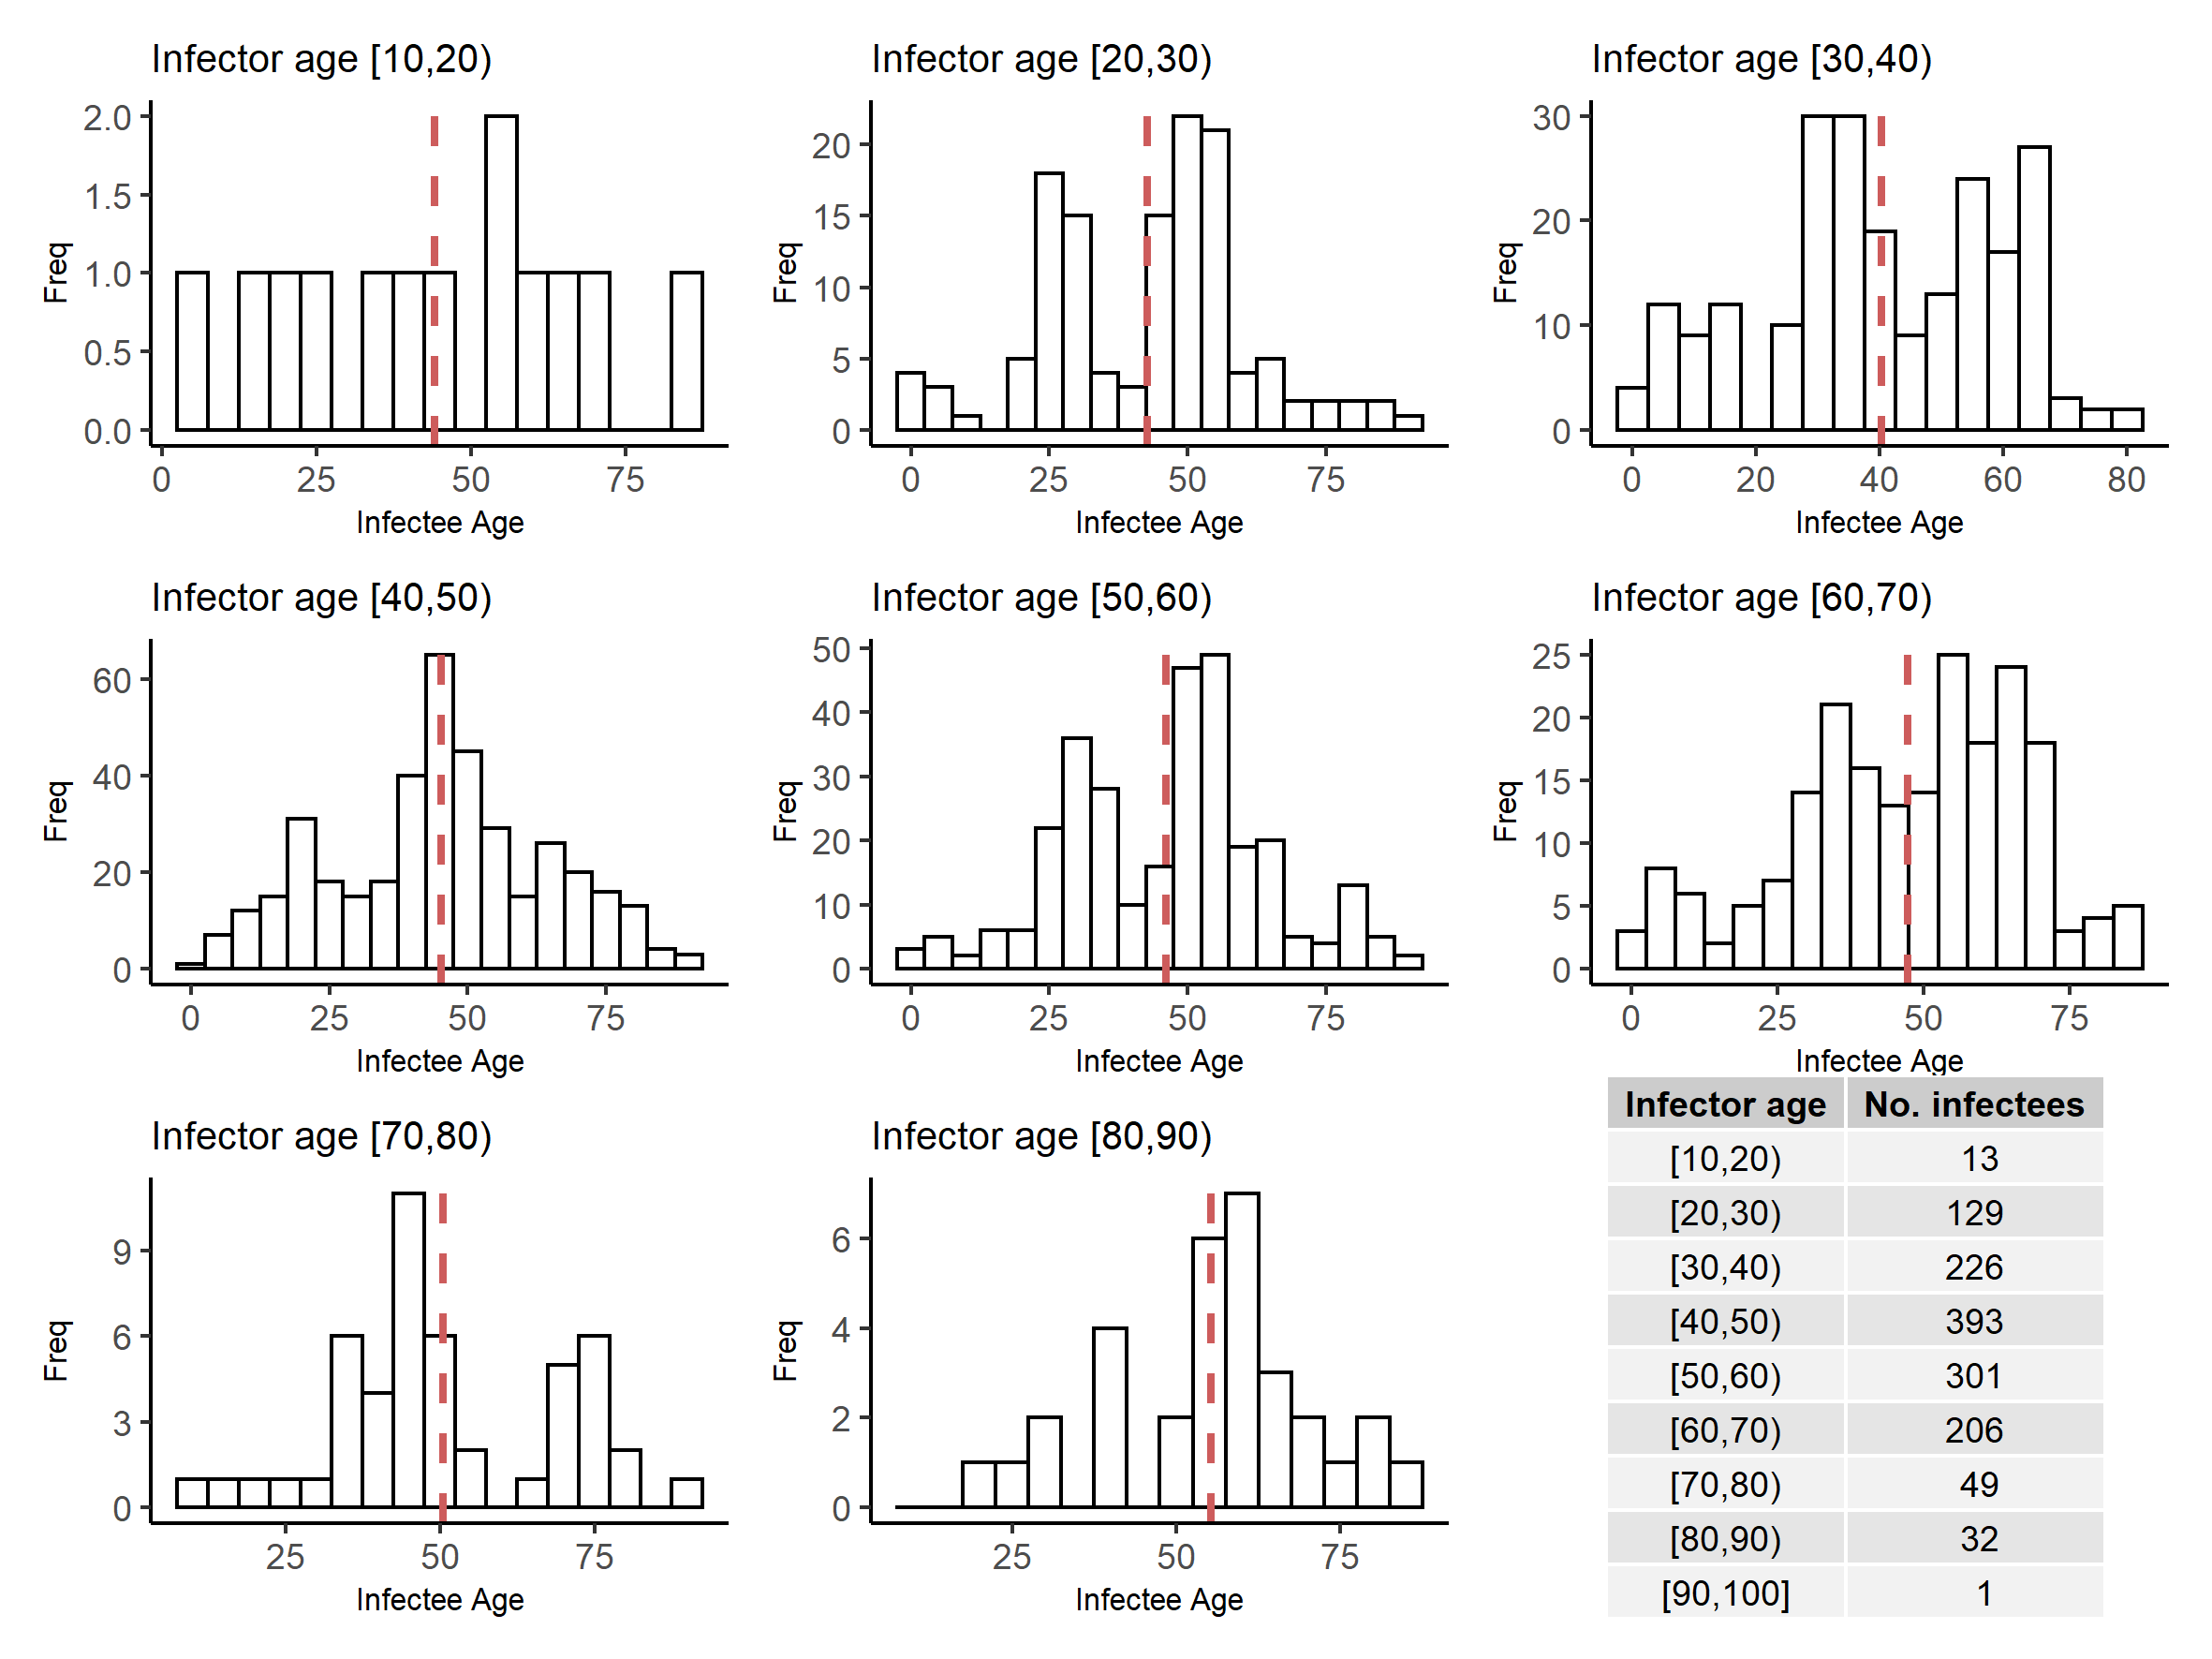 Infector age [10,20)
2.0
1.5
1.0
0.5
0.0
Freq
0 25 50 75
Infectee Age
Infector age [20,30)
20
15
10
5
0
Freq
0 25 50 75
Infectee Age
Infector age [30,40)
30
20
10
0
Freq
0 20 40 60 80
Infectee Age
Infector age [40,50)
60
40
20
0
Freq
0 25 50 75
Infectee Age
Infector age [50,60)
50
40
30
20
10
0
Freq
0 25 50 75
Infectee Age
Infector age [60,70)
25
20
15
10
5
0
Freq
0 25 50 75
Infectee Age
Infector age [70,80)
9
6
3
0
Freq
25 50 75
Infectee Age
Infector age [80,90)
6
4
2
0
Freq
25 50 75
Infectee Age
Infector age No. infectees
[10,20) 13
[20,30) 129
[30,40) 226
[40,50) 393
[50,60) 301
[60,70) 206
[70,80) 49
[80,90) 32
[90,100] 1